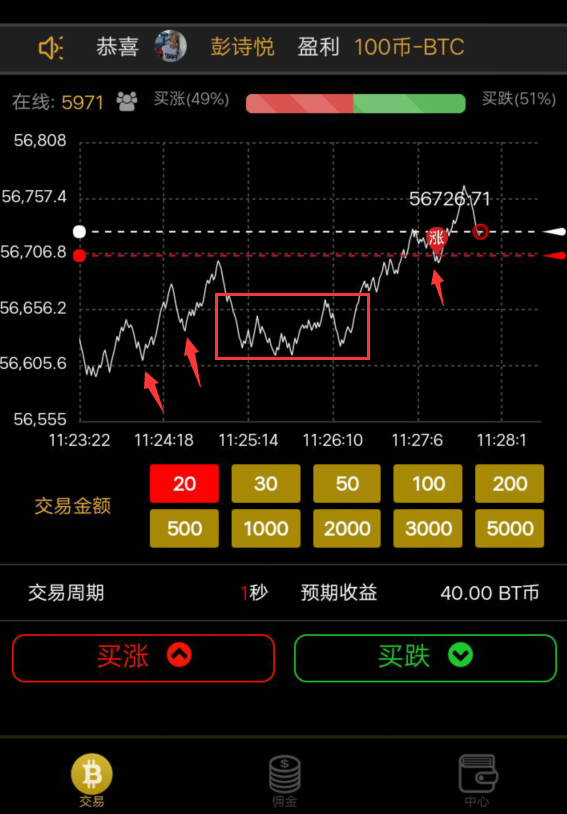 恭喜 彭诗悦 盈利 100币-BTC
在线: 5971 买涨(49%) 买跌(51%)
56,808
56,757.4
56726.71
涨
56,706.8
56,656.2
56,605.6
56,555
11:23:22 11:24:18 11:25:14 11:26:10 11:27:6 11:28:1
交易金额
20 30 50 100 200
500 1000 2000 3000 5000
交易周期 1秒 预期收益 40.00 BT币
买涨 买跌
交易 佣金 中心